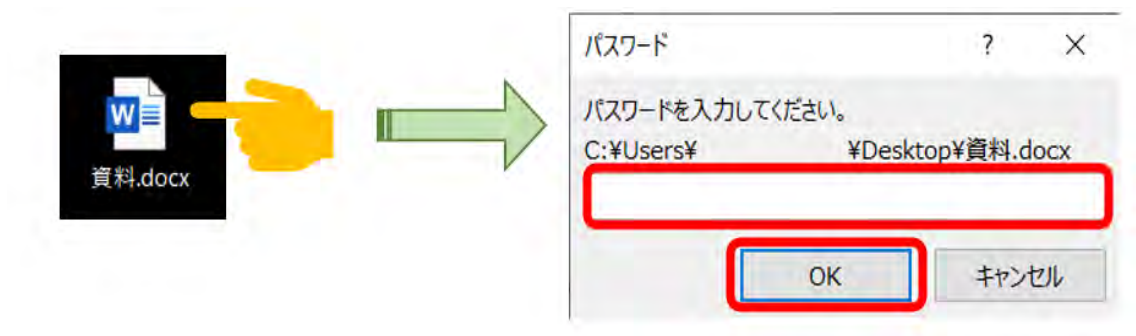 W
資料.docx
パスワード ? ×
パスワードを入力してください。
C:¥Users¥ ¥Desktop¥資料.docx
OK キャンセル